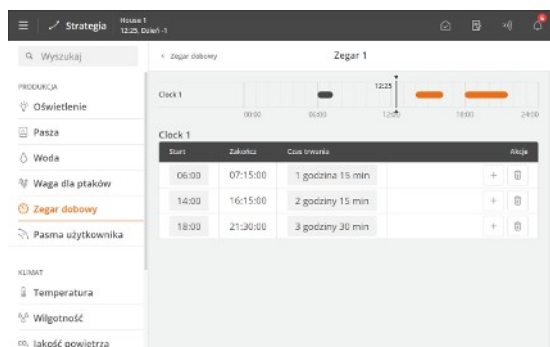 Strategia
House 1
12:25, Dzień -1
Wyszukaj
PRODUKCJA
Oświetlenie
Pasza
Woda
Waga dla ptaków
Zegar dobowy
Pasma użytkownika
KLIMAT
Temperatura
Wilgotność
CO₂ Jakość powietrza
< Zegar dobowy
Zegar 1
Clock 1
12:25
00:00 06:00 12:00 18:00 24:00
Clock 1
Start Zakończ Czas trwania Akcje
06:00 07:15:00 1 godzina 15 min +
14:00 16:15:00 2 godziny 15 min +
18:00 21:30:00 3 godziny 30 min +